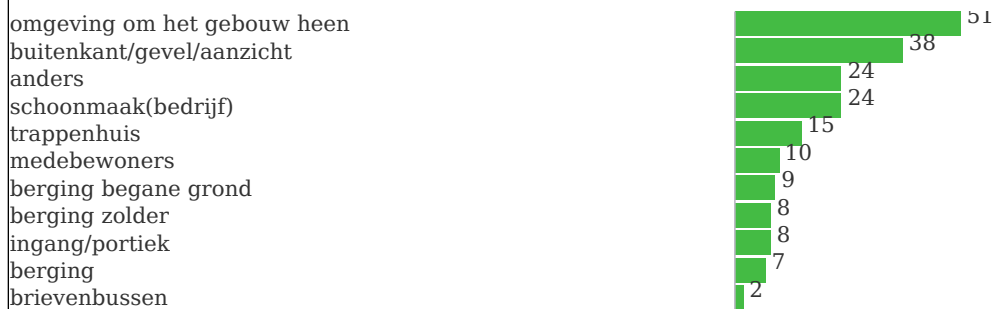 omgeving om het gebouw heen 51
buitenkant/gevel/aanzicht 38
anders 24
schoonmaak(bedrijf) 24
trappenhuis 15
medebewoners 10
berging begane grond 9
berging zolder 8
ingang/portiek 8
berging 7
brievenbussen 2